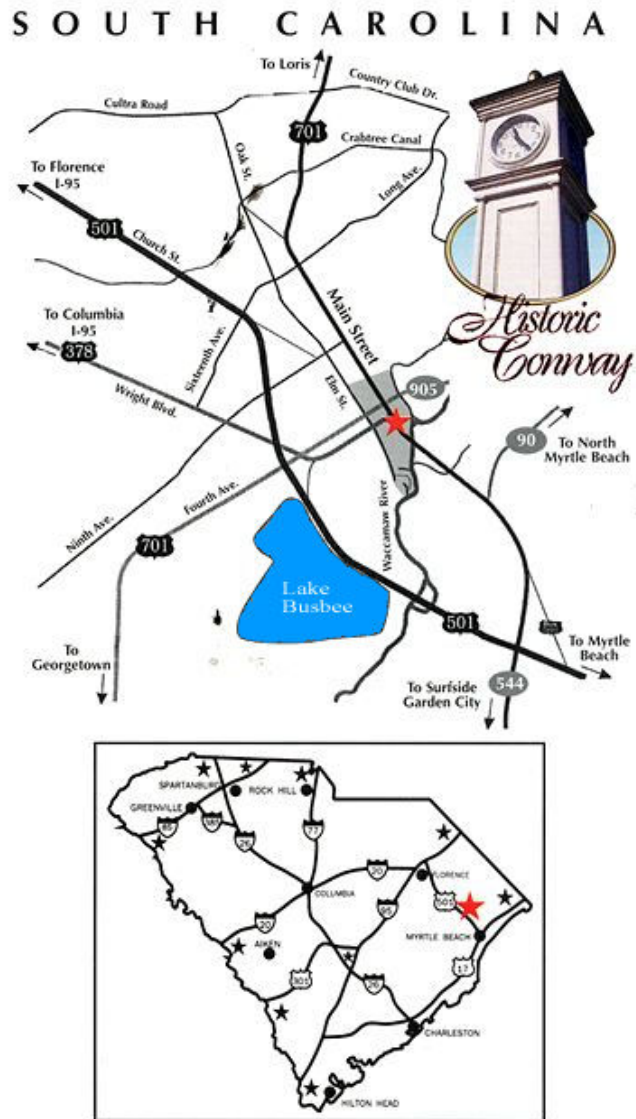 SOUTH CAROLINA
To Loris
Country Club Dr.
Cultra Road
701
Crabtree Canal
Oak St.
To Florence
I-95
Long Ave.
501
Church St.
Main Street
Historic
Conway
To Columbia
I-95
378
Sixteenth Ave.
Elm St.
905
Wright Blvd.
90
To North
Myrtle Beach
Fourth Ave.
Waccamaw River
Ninth Ave.
701
Lake
Busbee
501
To
Georgetown
To Myrtle
Beach
To Surfside
Garden City
544
SPARTANBURG
ROCK HILL
GREENVILLE
85
385
26
77
20
FLORENCE
COLUMBIA
501
95
20
MYRTLE BEACH
AIKEN
17
301
26
CHARLESTON
HILTON HEAD